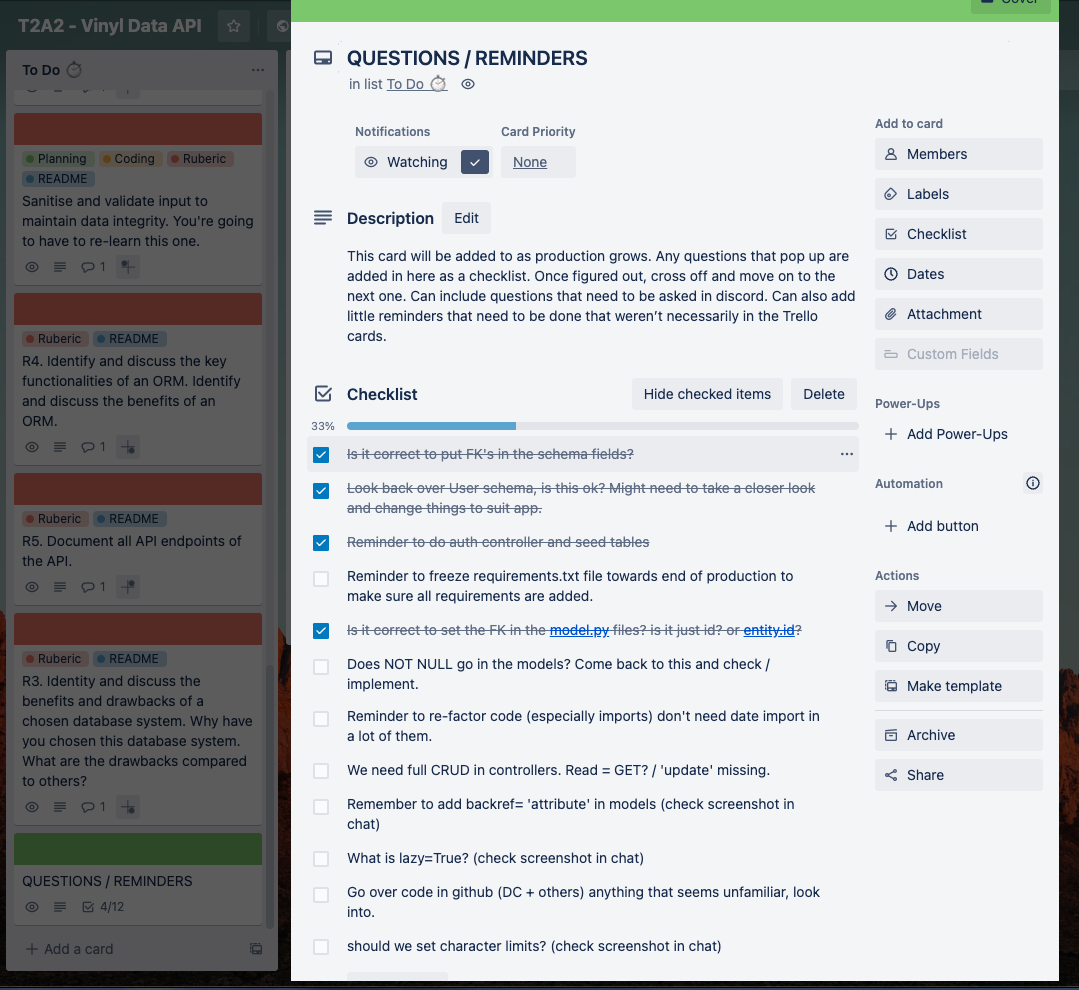 T2A2 - Vinyl Data API
To Do
1
Planning
Coding
Ruberic
README
Sanitise and validate input to
maintain data integrity. You're going
to have to re-learn this one.
1
Ruberic
README
R4. Identify and discuss the key
functionalities of an ORM. Identify
and discuss the benefits of an
ORM.
1
Ruberic
README
R5. Document all API endpoints of
the API.
1
Ruberic
README
R3. Identity and discuss the
benefits and drawbacks of a
chosen database system. Why have
you chosen this database system.
What are the drawbacks compared
to others?
1
QUESTIONS / REMINDERS
4/12
Add a card
Cover
QUESTIONS / REMINDERS
in list To Do
Notifications
Card Priority
Watching
None
Description
Edit
This card will be added to as production grows. Any questions that pop up are
added in here as a checklist. Once figured out, cross off and move on to the
next one. Can include questions that need to be asked in discord. Can also add
little reminders that need to be done that weren't necessarily in the Trello
cards.
Checklist
Hide checked items
Delete
33%
Is it correct to put FK's in the schema fields?
Look back over User schema, is this ok? Might need to take a closer look
and change things to suit app.
Reminder to do auth controller and seed tables
Reminder to freeze requirements.txt file towards end of production to
make sure all requirements are added.
Is it correct to set the FK in the model.py files? is it just id? or entity.id?
Does NOT NULL go in the models? Come back to this and check /
implement.
Reminder to re-factor code (especially imports) don't need date import in
a lot of them.
We need full CRUD in controllers. Read = GET? / 'update' missing.
Remember to add backref= 'attribute' in models (check screenshot in
chat)
What is lazy=True? (check screenshot in chat)
Go over code in github (DC + others) anything that seems unfamiliar, look
into.
should we set character limits? (check screenshot in chat)
Add to card
Members
Labels
Checklist
Dates
Attachment
Custom Fields
Power-Ups
Add Power-Ups
Automation
Add button
Actions
Move
Copy
Make template
Archive
Share